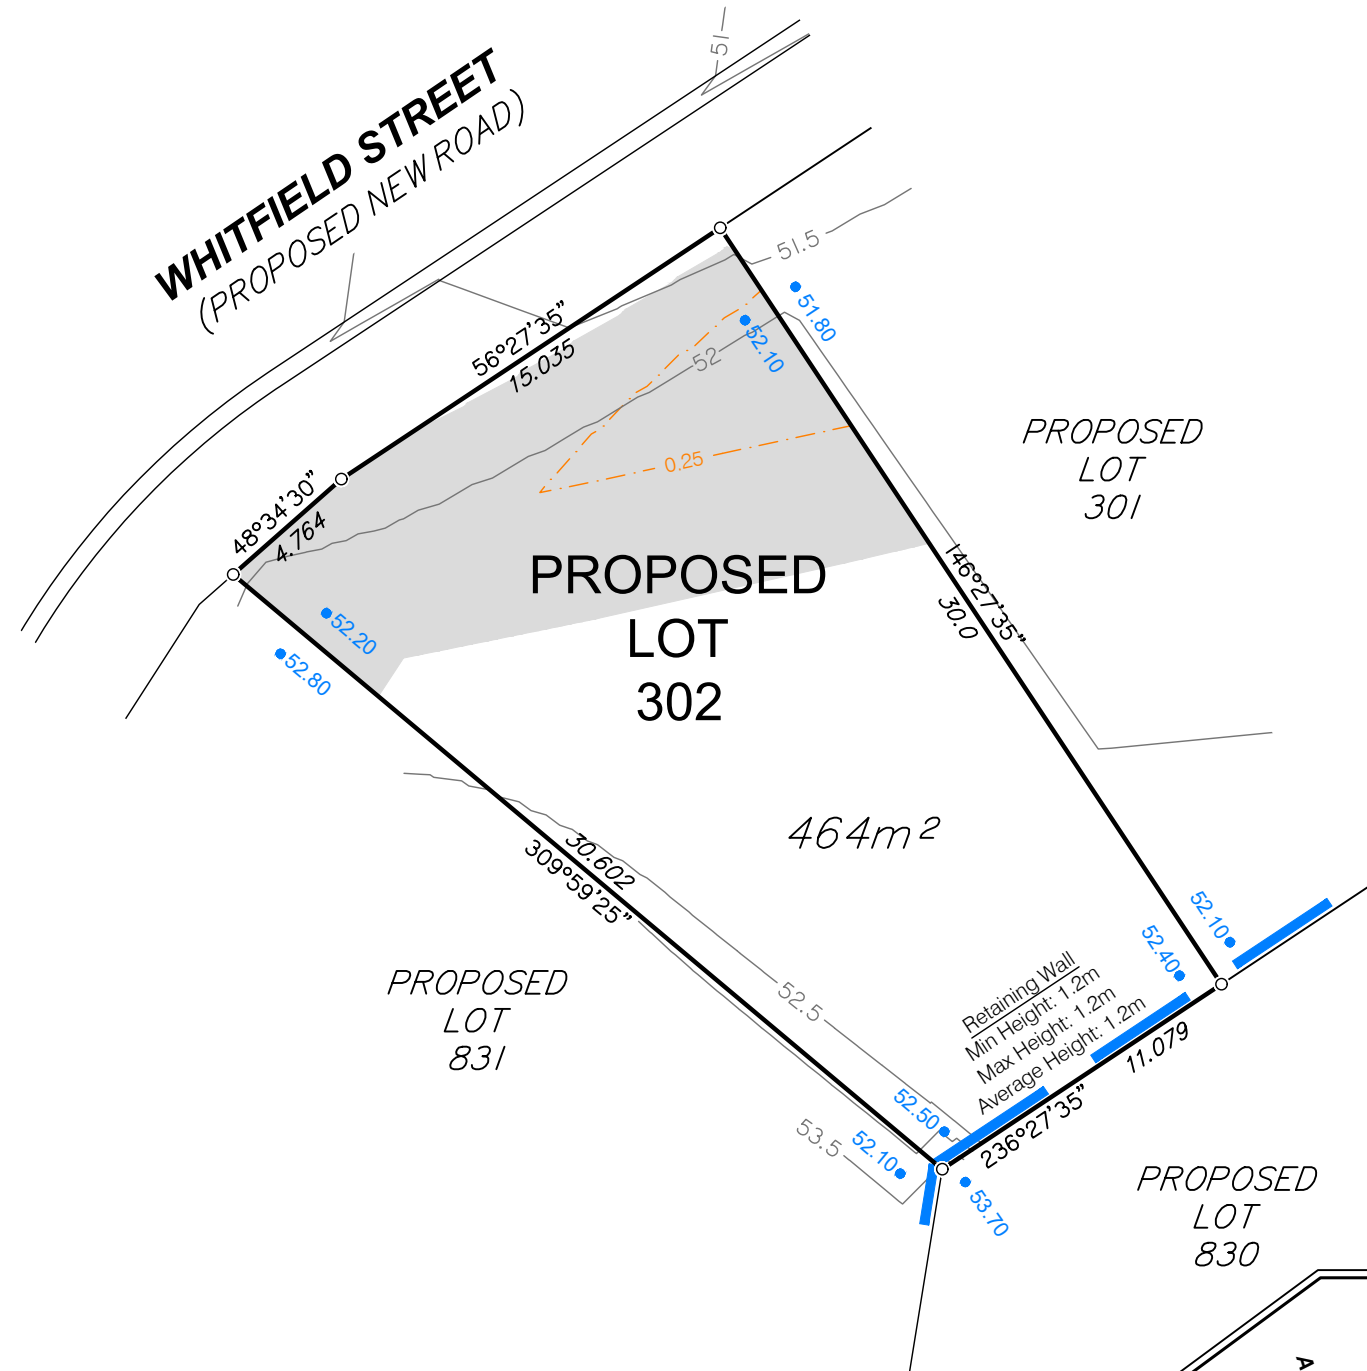 51
WHITFIELD STREET
(PROPOSED NEW ROAD)
51.5
51.80
52.10
52
56°27'35"
15.035
PROPOSED
LOT
301
0.25
48°34'30"
4.764
PROPOSED
LOT
302
146°27'35"
30.0
52.20
52.80
464m²
30.602
309°59'25"
52.10
52.40
PROPOSED
LOT
831
52.5
Retaining Wall
Min Height: 1.2m
Max Height: 1.2m
Average Height: 1.2m
11.079
236°27'35"
52.50
53.5
52.10
53.70
PROPOSED
LOT
830
A